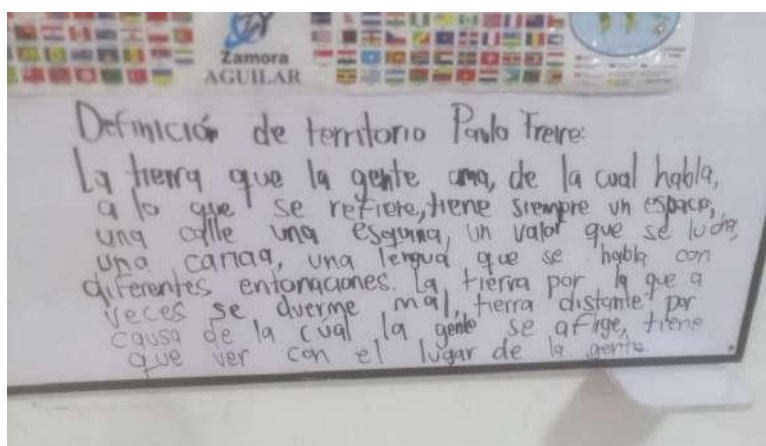 Zamora
AGUILAR
Definición de territorio Paulo Freire:
La tierra que la gente ama, de la cual habla,
a lo que se refiere, tiene siempre un espacio,
una calle una esquina, un valor que se lucha,
una, una lengua que se habla con
diferentes entonaciones. La tierra por la que a
veces se duerme mal, tierra distante por
causa de la cúal la gente se aflige, tiene
que ver con el lugar de la gente.